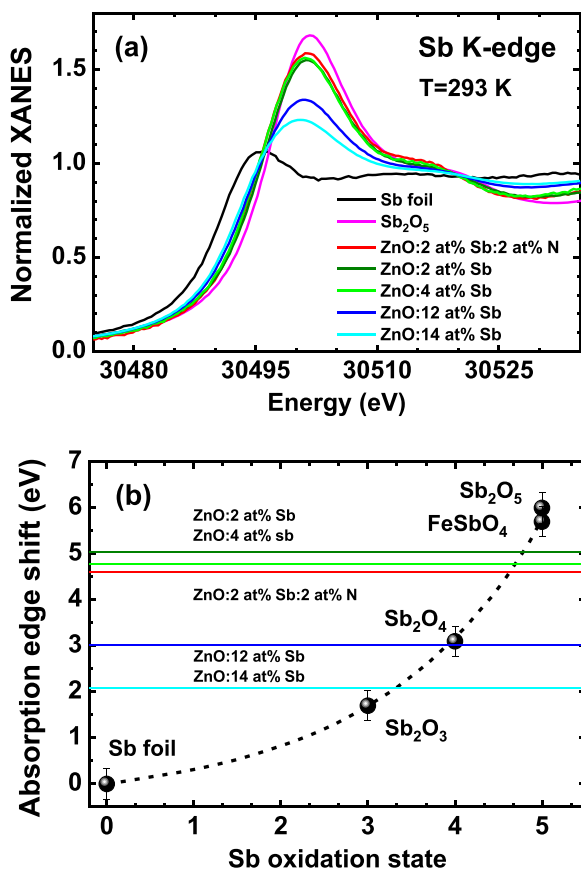 (a)
Sb K-edge
T=293 K
Normalized XANES
1.5
1.0
0.5
0.0
Sb foil
Sb₂O₅
ZnO:2 at% Sb:2 at% N
ZnO:2 at% Sb
ZnO:4 at% Sb
ZnO:12 at% Sb
ZnO:14 at% Sb
30480 30495 30510 30525
Energy (eV)
(b)
Absorption edge shift (eV)
7
6
5
4
3
2
1
0
ZnO:2 at% Sb
ZnO:4 at% sb
ZnO:2 at% Sb:2 at% N
ZnO:12 at% Sb
ZnO:14 at% Sb
Sb₂O₅
FeSbO₄
Sb₂O₄
Sb₂O₃
Sb foil
0 1 2 3 4 5
Sb oxidation state